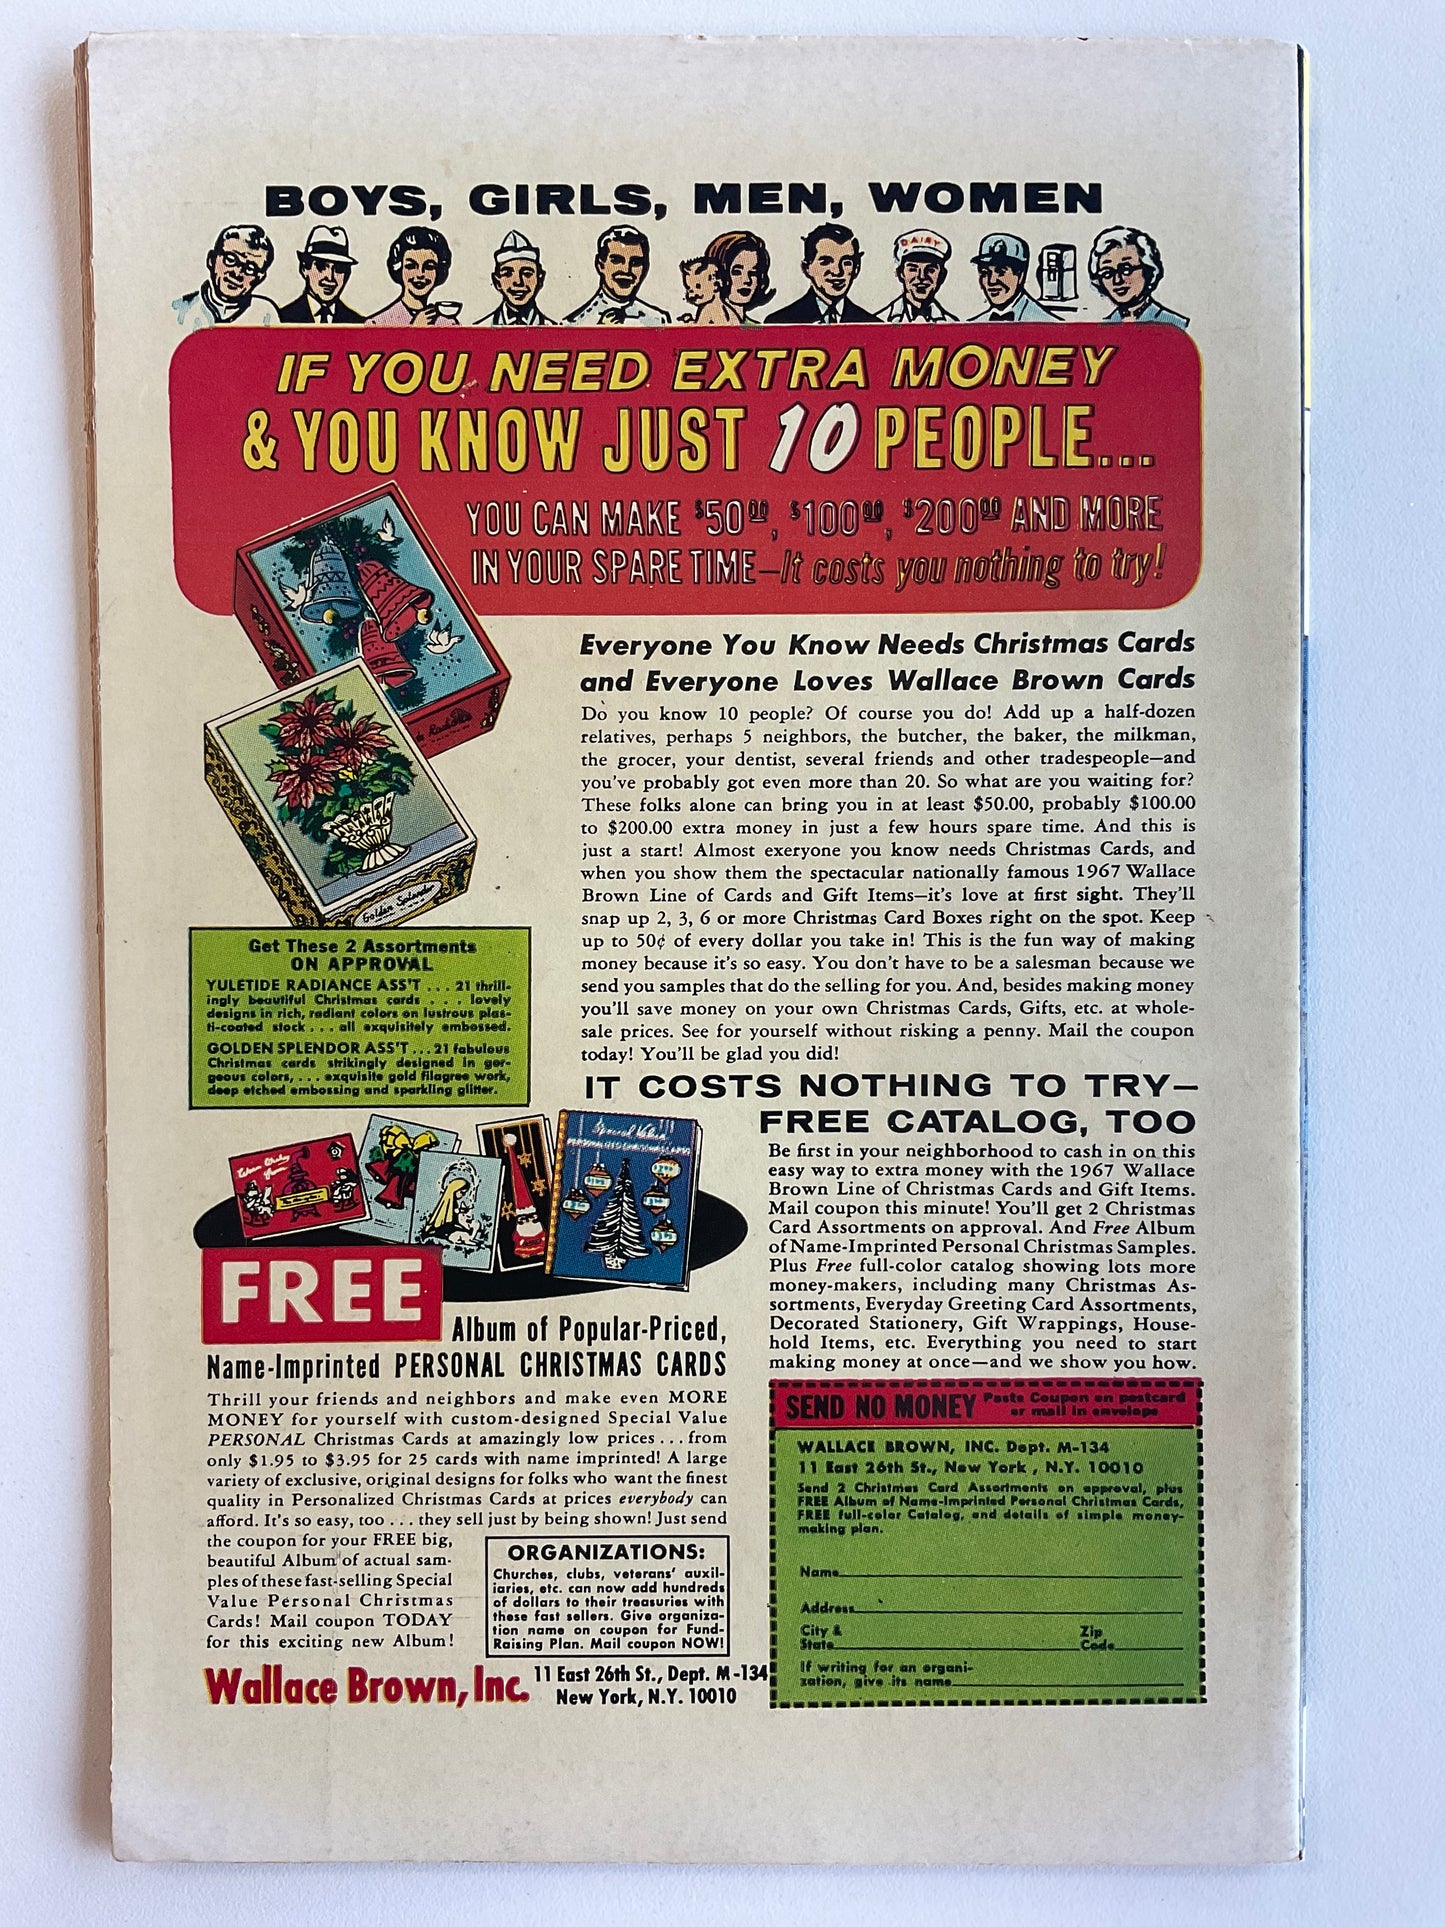 BOYS, GIRLS, MEN, WOMEN
DAIRY
IF YOU NEED EXTRA MONEY
& YOU KNOW JUST 10 PEOPLE...
YOU CAN MAKE $50.00, $100.00, $200.00 AND MORE
IN YOUR SPARE TIME—It costs you nothing to try!
Golden Splendor
Get These 2 Assortments
ON APPROVAL
YULETIDE RADIANCE ASS'T . . . 21 thrill-
ingly beautiful Christmas cards . . . lovely
designs in rich, radiant colors on lustrous plas-
ti-coated stock . . . all exquisitely embossed.
GOLDEN SPLENDOR ASS'T . . . 21 fabulous
Christmas cards strikingly designed in gor-
geous colors, . . . exquisite gold filagree work,
deep etched embossing and sparkling glitter.
Everyone You Know Needs Christmas Cards
and Everyone Loves Wallace Brown Cards
Do you know 10 people? Of course you do! Add up a half-dozen
relatives, perhaps 5 neighbors, the butcher, the baker, the milkman,
the grocer, your dentist, several friends and other tradespeople—and
you've probably got even more than 20. So what are you waiting for?
These folks alone can bring you in at least $50.00, probably $100.00
to $200.00 extra money in just a few hours spare time. And this is
just a start! Almost exeryone you know needs Christmas Cards, and
when you show them the spectacular nationally famous 1967 Wallace
Brown Line of Cards and Gift Items—it's love at first sight. They'll
snap up 2, 3, 6 or more Christmas Card Boxes right on the spot. Keep
up to 50¢ of every dollar you take in! This is the fun way of making
money because it's so easy. You don't have to be a salesman because we
send you samples that do the selling for you. And, besides making money
you'll save money on your own Christmas Cards, Gifts, etc. at whole-
sale prices. See for yourself without risking a penny. Mail the coupon
today! You'll be glad you did!
IT COSTS NOTHING TO TRY—
FREE CATALOG, TOO
Be first in your neighborhood to cash in on this
easy way to extra money with the 1967 Wallace
Brown Line of Christmas Cards and Gift Items.
Mail coupon this minute! You'll get 2 Christmas
Card Assortments on approval. And Free Album
of Name-Imprinted Personal Christmas Samples.
Plus Free full-color catalog showing lots more
money-makers, including many Christmas As-
sortments, Everyday Greeting Card Assortments,
Decorated Stationery, Gift Wrappings, House-
hold Items, etc. Everything you need to start
making money at once—and we show you how.
Special Value
FREE
Album of Popular-Priced,
Name-Imprinted PERSONAL CHRISTMAS CARDS
Thrill your friends and neighbors and make even MORE
MONEY for yourself with custom-designed Special Value
PERSONAL Christmas Cards at amazingly low prices . . . from
only $1.95 to $3.95 for 25 cards with name imprinted! A large
variety of exclusive, original designs for folks who want the finest
quality in Personalized Christmas Cards at prices everybody can
afford. It's so easy, too . . . they sell just by being shown! Just send
the coupon for your FREE big,
beautiful Album of actual sam-
ples of these fast-selling Special
Value Personal Christmas
Cards! Mail coupon TODAY
for this exciting new Album!
ORGANIZATIONS:
Churches, clubs, veterans' auxil-
iaries, etc. can now add hundreds
of dollars to their treasuries with
these fast sellers. Give organiza-
tion name on coupon for Fund-
Raising Plan. Mail coupon NOW!
Wallace Brown, Inc. 11 East 26th St., Dept. M-134
New York, N.Y. 10010
SEND NO MONEY Paste Coupon on postcard
or mail in envelope
WALLACE BROWN, INC. Dept. M-134
11 East 26th St., New York , N.Y. 10010
Send 2 Christmas Card Assortments on approval, plus
FREE Album of Name-Imprinted Personal Christmas Cards,
FREE full-color Catalog, and details of simple money-
making plan.
Name
Address
City & Zip
State Code
If writing for an organi-
zation, give its name